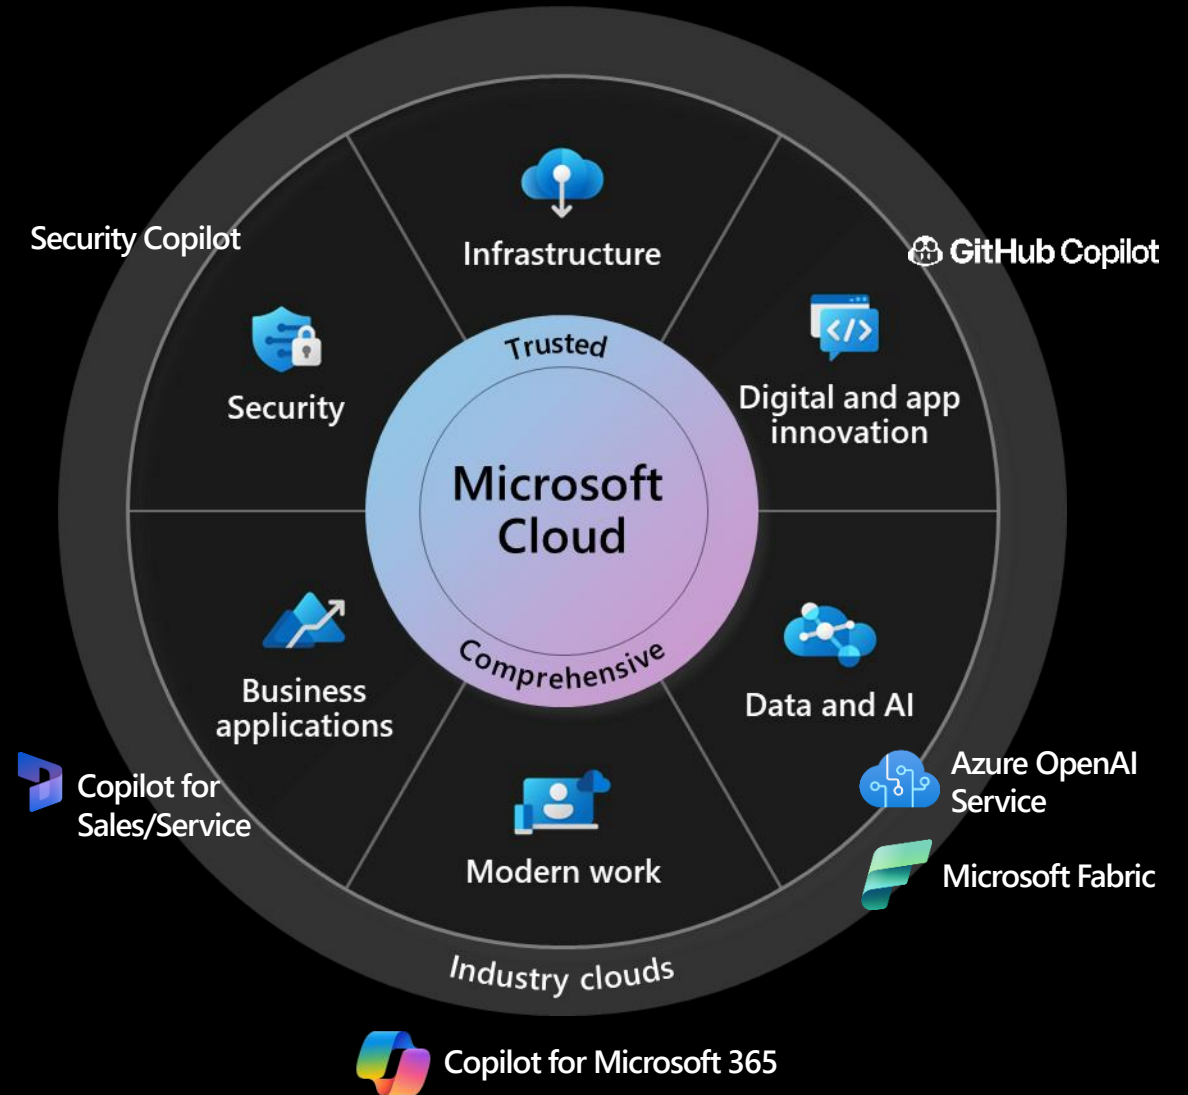 Infrastructure
Security Copilot
GitHub Copilot
</>
Trusted
Security
Digital and app
innovation
Microsoft
Cloud
Comprehensive
Business
applications
Data and AI
Copilot for
Sales/Service
Azure OpenAI
Service
Modern work
Microsoft Fabric
Industry clouds
Copilot for Microsoft 365